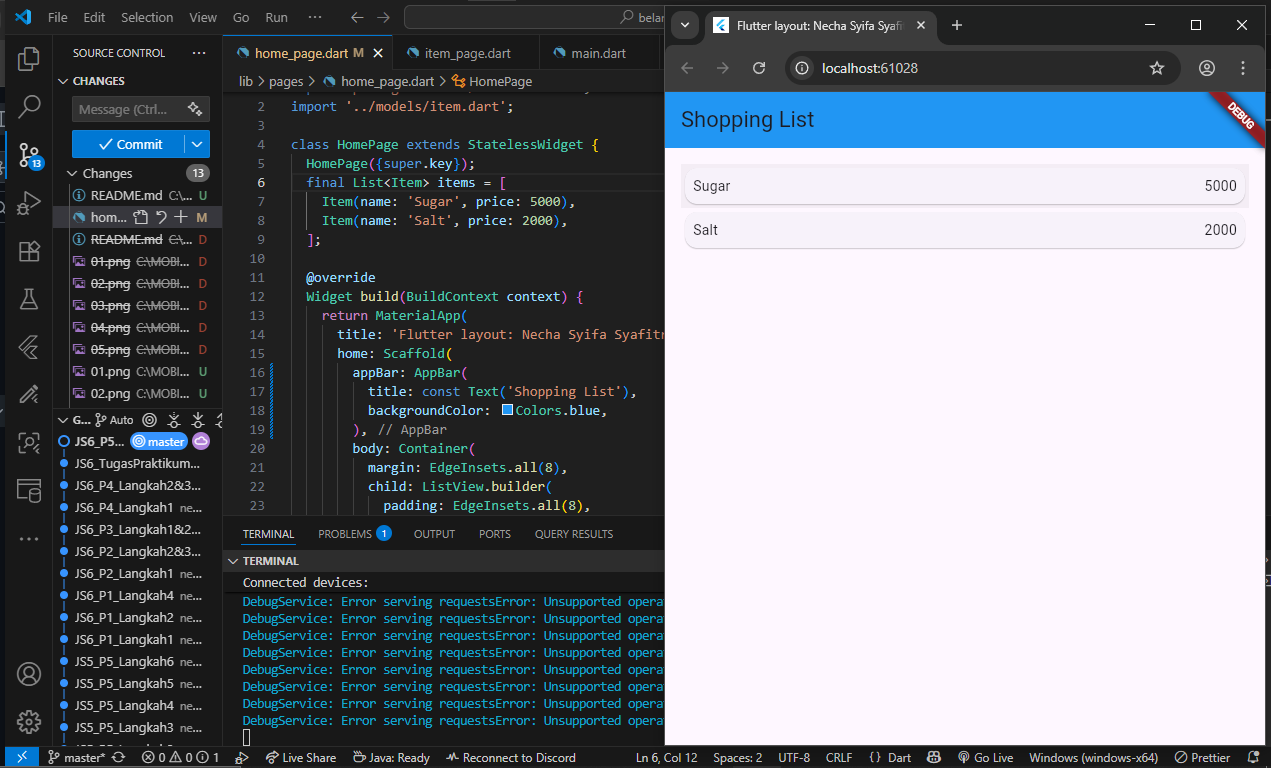 File Edit Selection View Go Run ··· belar
SOURCE CONTROL ···
CHANGES
Message (Ctrl...
Commit
Changes 13
README.md C:\... U
hom... M
README.md C:\... D
01.png C:\MOBI... D
02.png C:\MOBI... D
03.png C:\MOBI... D
04.png C:\MOBI... D
05.png C:\MOBI... D
01.png C:\MOBI... U
02.png C:\MOBI... U
G... Auto
JS6_P5... master
JS6_TugasPraktikum...
JS6_P4_Langkah2&3...
JS6_P4_Langkah1 ne...
JS6_P3_Langkah1&2...
JS6_P2_Langkah2&3...
JS6_P2_Langkah1 ne...
JS6_P1_Langkah4 ne...
JS6_P1_Langkah2 ne...
JS6_P1_Langkah1 ne...
JS5_P5_Langkah6 ne...
JS5_P5_Langkah5 ne...
JS5_P5_Langkah4 ne...
JS5_P5_Langkah3 ne...
13
home_page.dart M item_page.dart main.dart
lib > pages > home_page.dart > HomePage
2 import '../models/item.dart';
3
4 class HomePage extends StatelessWidget {
5 HomePage({super.key});
6 final List<Item> items = [
7 Item(name: 'Sugar', price: 5000),
8 Item(name: 'Salt', price: 2000),
9 ];
10
11 @override
12 Widget build(BuildContext context) {
13 return MaterialApp(
14 title: 'Flutter layout: Necha Syifa Syafitr
15 home: Scaffold(
16 appBar: AppBar(
17 title: const Text('Shopping List'),
18 backgroundColor: Colors.blue,
19 ), // AppBar
20 body: Container(
21 margin: EdgeInsets.all(8),
22 child: ListView.builder(
23 padding: EdgeInsets.all(8),
TERMINAL PROBLEMS 1 OUTPUT PORTS QUERY RESULTS
TERMINAL
Connected devices:
DebugService: Error serving requestsError: Unsupported opera
DebugService: Error serving requestsError: Unsupported opera
DebugService: Error serving requestsError: Unsupported opera
DebugService: Error serving requestsError: Unsupported opera
DebugService: Error serving requestsError: Unsupported opera
DebugService: Error serving requestsError: Unsupported opera
DebugService: Error serving requestsError: Unsupported opera
DebugService: Error serving requestsError: Unsupported opera
Flutter layout: Necha Syifa Syafi
localhost:61028
Shopping List
DEBUG
Sugar 5000
Salt 2000
master* 0 0 1 Live Share Java: Ready Reconnect to Discord Ln 6, Col 12 Spaces: 2 UTF-8 CRLF {} Dart Go Live Windows (windows-x64) Prettier